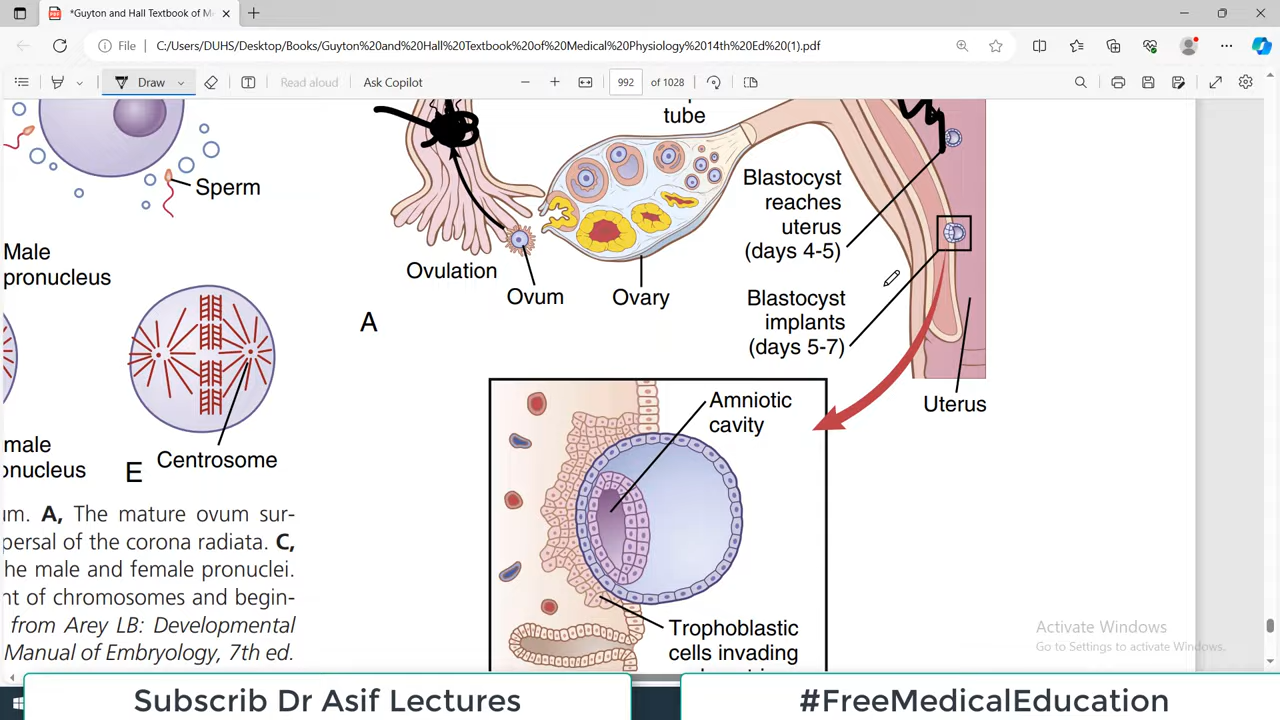 *Guyton and Hall Textbook of M
File
C:/Users/DUHS/Desktop/Books/Guyton%20and%20Hall%20Textbook%20of%20Medical%20Physiology%2014th%20Ed%20(1).pdf
Draw
Read aloud
Ask Copilot
992
of 1028
tube
Sperm
Male
pronucleus
Blastocyst
reaches
uterus
(days 4-5)
Ovulation
Ovum
Ovary
A
Blastocyst
implants
(days 5-7)
Uterus
male
onucleus
E
Centrosome
Amniotic
cavity
um. A, The mature ovum sur-
persal of the corona radiata. C,
he male and female pronuclei.
nt of chromosomes and begin-
from Arey LB: Developmental
Manual of Embryology, 7th ed.
Trophoblastic
cells invading
Activate Windows
Go to Settings to activate Windows.
Subscrib Dr Asif Lectures
#FreeMedicalEducation